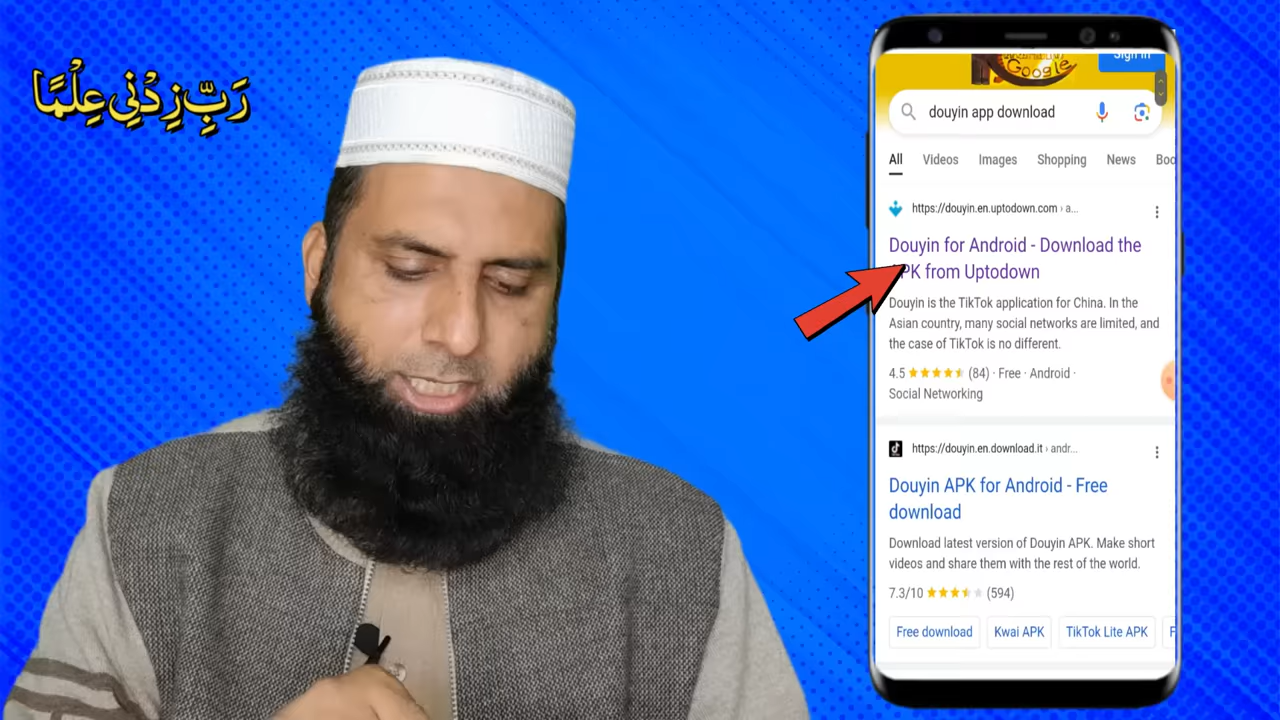 رَبِّ زِدْنِي عِلْمًا
Google
Sign in
douyin app download
All Videos Images Shopping News Boo
https://douyin.en.uptodown.com › a...
Douyin for Android - Download the
APK from Uptodown
Douyin is the TikTok application for China. In the
Asian country, many social networks are limited, and
the case of TikTok is no different.
4.5 (84) · Free · Android ·
Social Networking
https://douyin.en.download.it › andr...
Douyin APK for Android - Free
download
Download latest version of Douyin APK. Make short
videos and share them with the rest of the world.
7.3/10 (594)
Free download Kwai APK TikTok Lite APK F